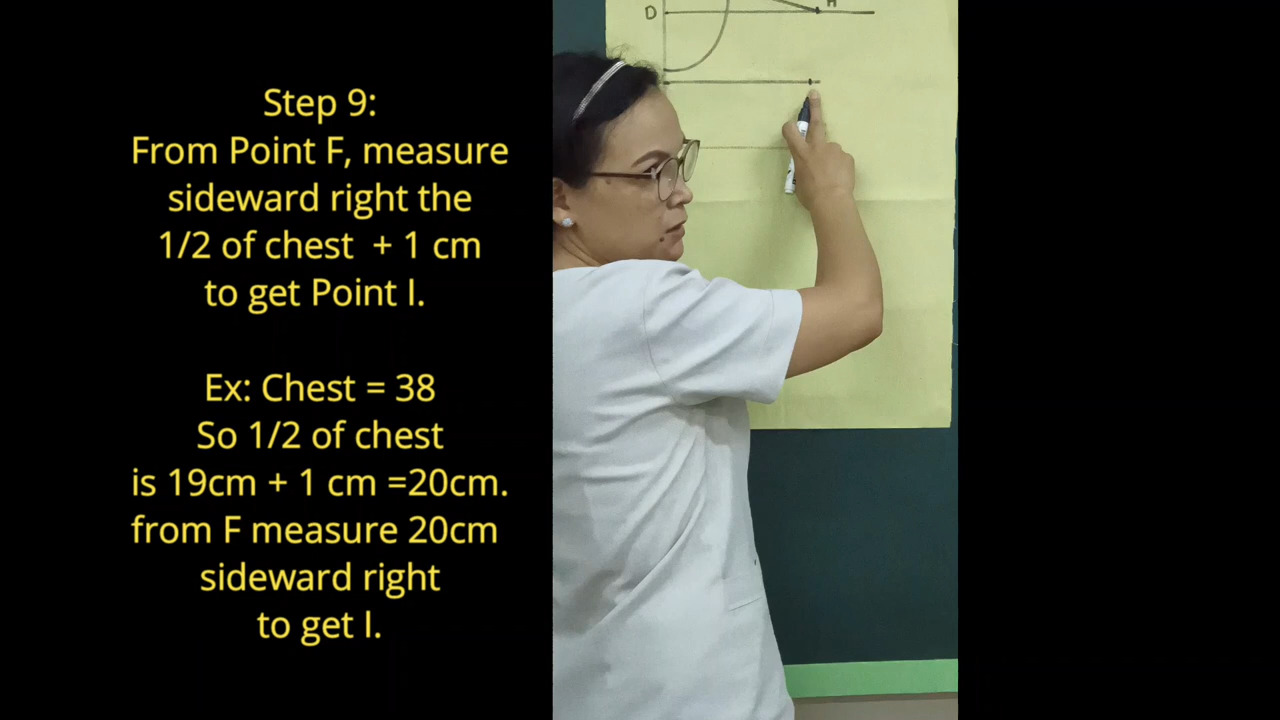 Step 9:
From Point F, measure
sideward right the
1/2 of chest + 1 cm
to get Point I.
Ex: Chest = 38
So 1/2 of chest
is 19cm + 1 cm =20cm.
from F measure 20cm
sideward right
to get I.
D
H